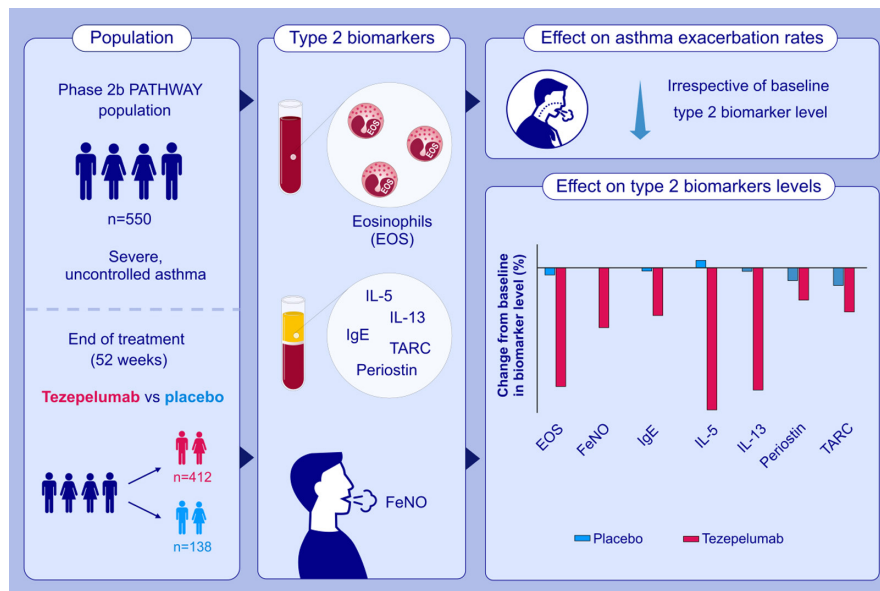 Population
Phase 2b PATHWAY
population
n=550
Severe,
uncontrolled asthma
End of treatment
(52 weeks)
Tezepelumab vs placebo
n=412
n=138
Type 2 biomarkers
EOS
EOS
EOS
Eosinophils
(EOS)
IL-5
IL-13
IgE
TARC
Periostin
FeNO
Effect on asthma exacerbation rates
Irrespective of baseline
type 2 biomarker level
Effect on type 2 biomarkers levels
Change from baseline
in biomarker level (%)
EOS
FeNO
IgE
IL-5
IL-13
Periostin
TARC
Placebo
Tezepelumab